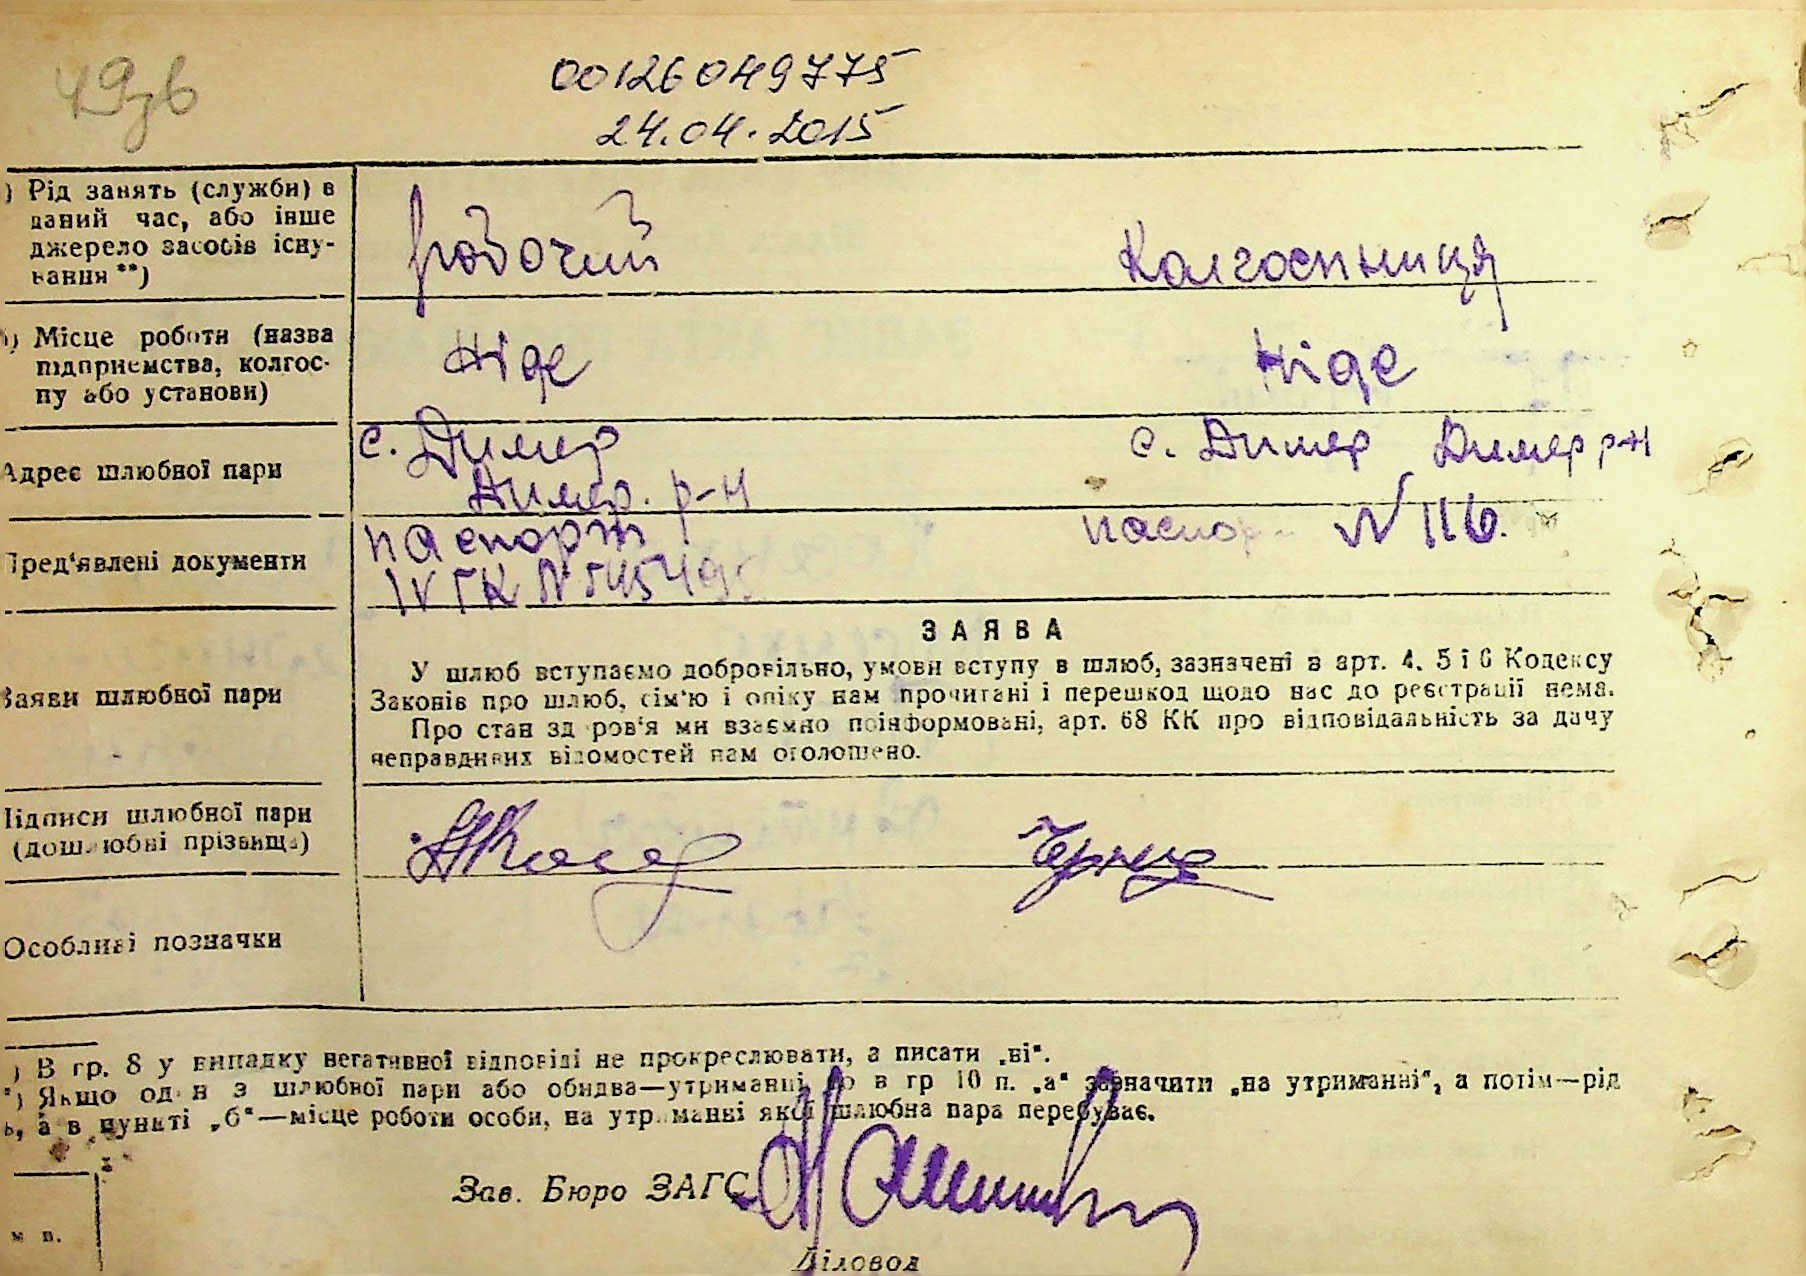 49зв
00126049775
24.04.2015
) Рід занять (служби) в
даний час, або інше
джерело засобів існу-
вання **)
робочий
Колгоспниця
) Місце роботи (назва
підприємства, колгос-
пу або установи)
Ніде
Ніде
Адреє шлюбної пари
с. Димер
Димер. р-н
с. Димер Димер р-н
Пред'явлені документи
паспорт
IV ГК №
паспор- № 116.
ЗАЯВА
Заяви шлюбної пари
У шлюб вступаємо добровільно, умови вступу в шлюб, зазначені в арт. 4, 5 і 6 Кодексу
Законів про шлюб, сім'ю і опіку нам прочитані і перешкод щодо нас до реєстрації нема.
Про стан здоров'я ми взаємно поінформовані, арт. 68 КК про відповідальність за дачу
неправдивих відомостей нам оголошено.
Підписи шлюбної пари
(дошлюбні прізвища)
Особливі позначки
) В гр. 8 у випадку негативної відповіді не прокреслювати, а писати „ні".
*) Якщо один з шлюбної пари або обидва—утриманні, то в гр 10 п. „а" зазначити „на утриманні", а потім—рід
, а в пункті „б"—місце роботи особи, на утриманні якої шлюбна пара перебуває.
Зав. Бюро ЗАГС
м п.
Діловод